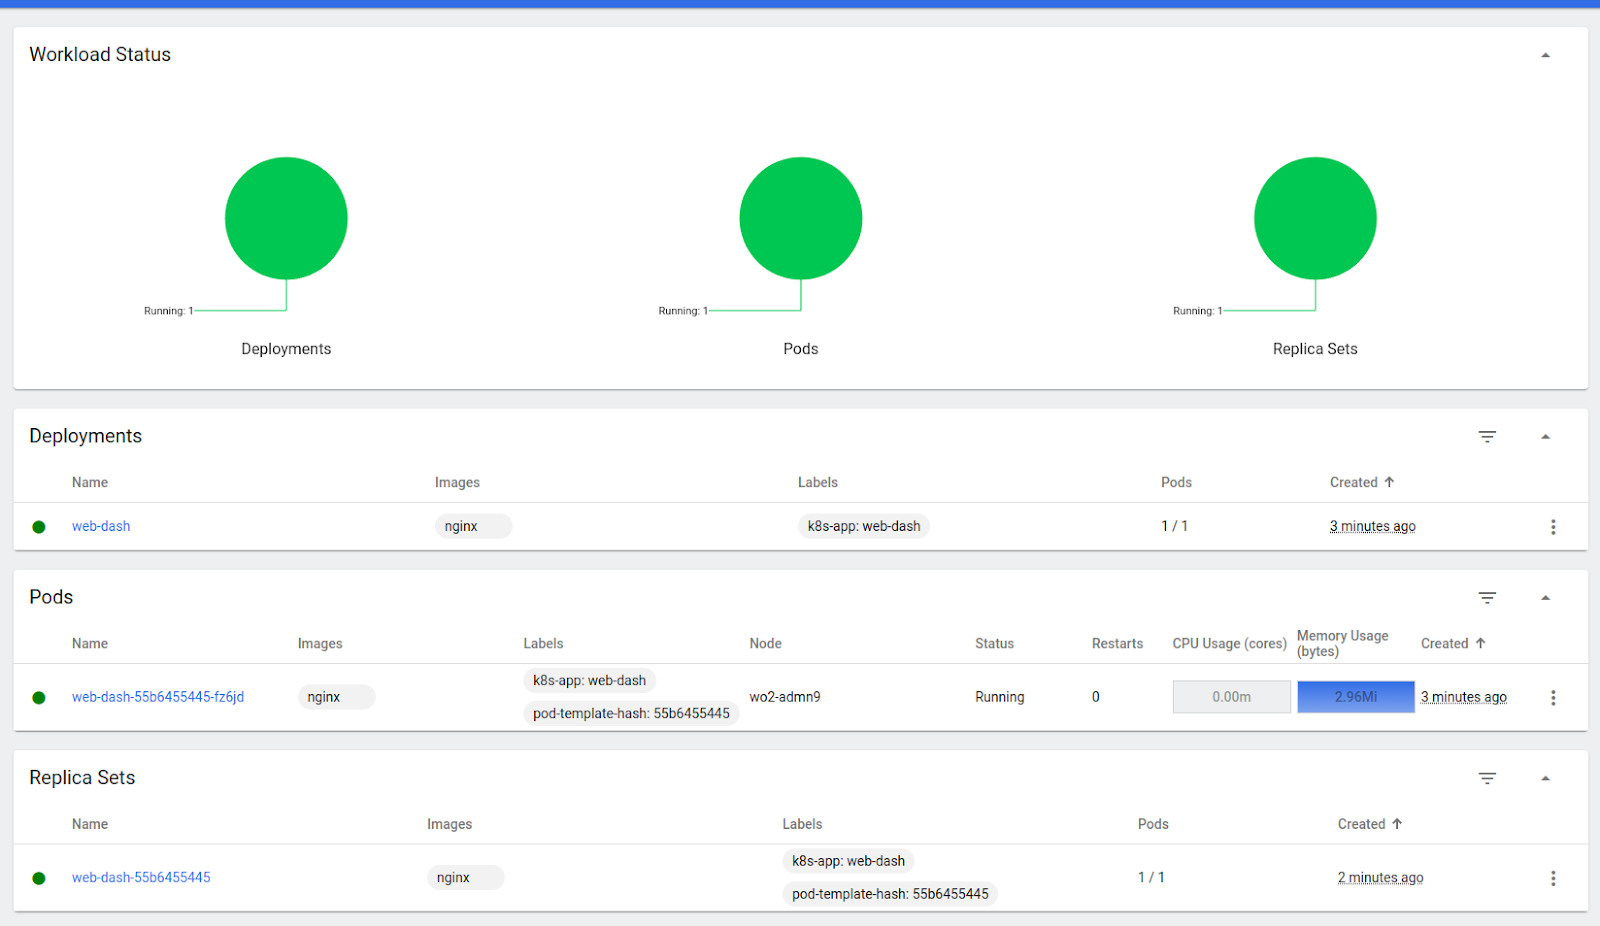 Workload Status
Running: 1
Running: 1
Running: 1
Deployments
Pods
Replica Sets
Deployments
Name Images Labels Pods Created
web-dash nginx k8s-app: web-dash 1 / 1 3 minutes ago
Pods
Name Images Labels Node Status Restarts CPU Usage (cores) Memory Usage (bytes) Created
web-dash-55b6455445-fz6jd nginx k8s-app: web-dash wo2-admn9 Running 0 0.00m 2.96Mi 3 minutes ago
pod-template-hash: 55b6455445
Replica Sets
Name Images Labels Pods Created
web-dash-55b6455445 nginx k8s-app: web-dash 1 / 1 2 minutes ago
pod-template-hash: 55b6455445